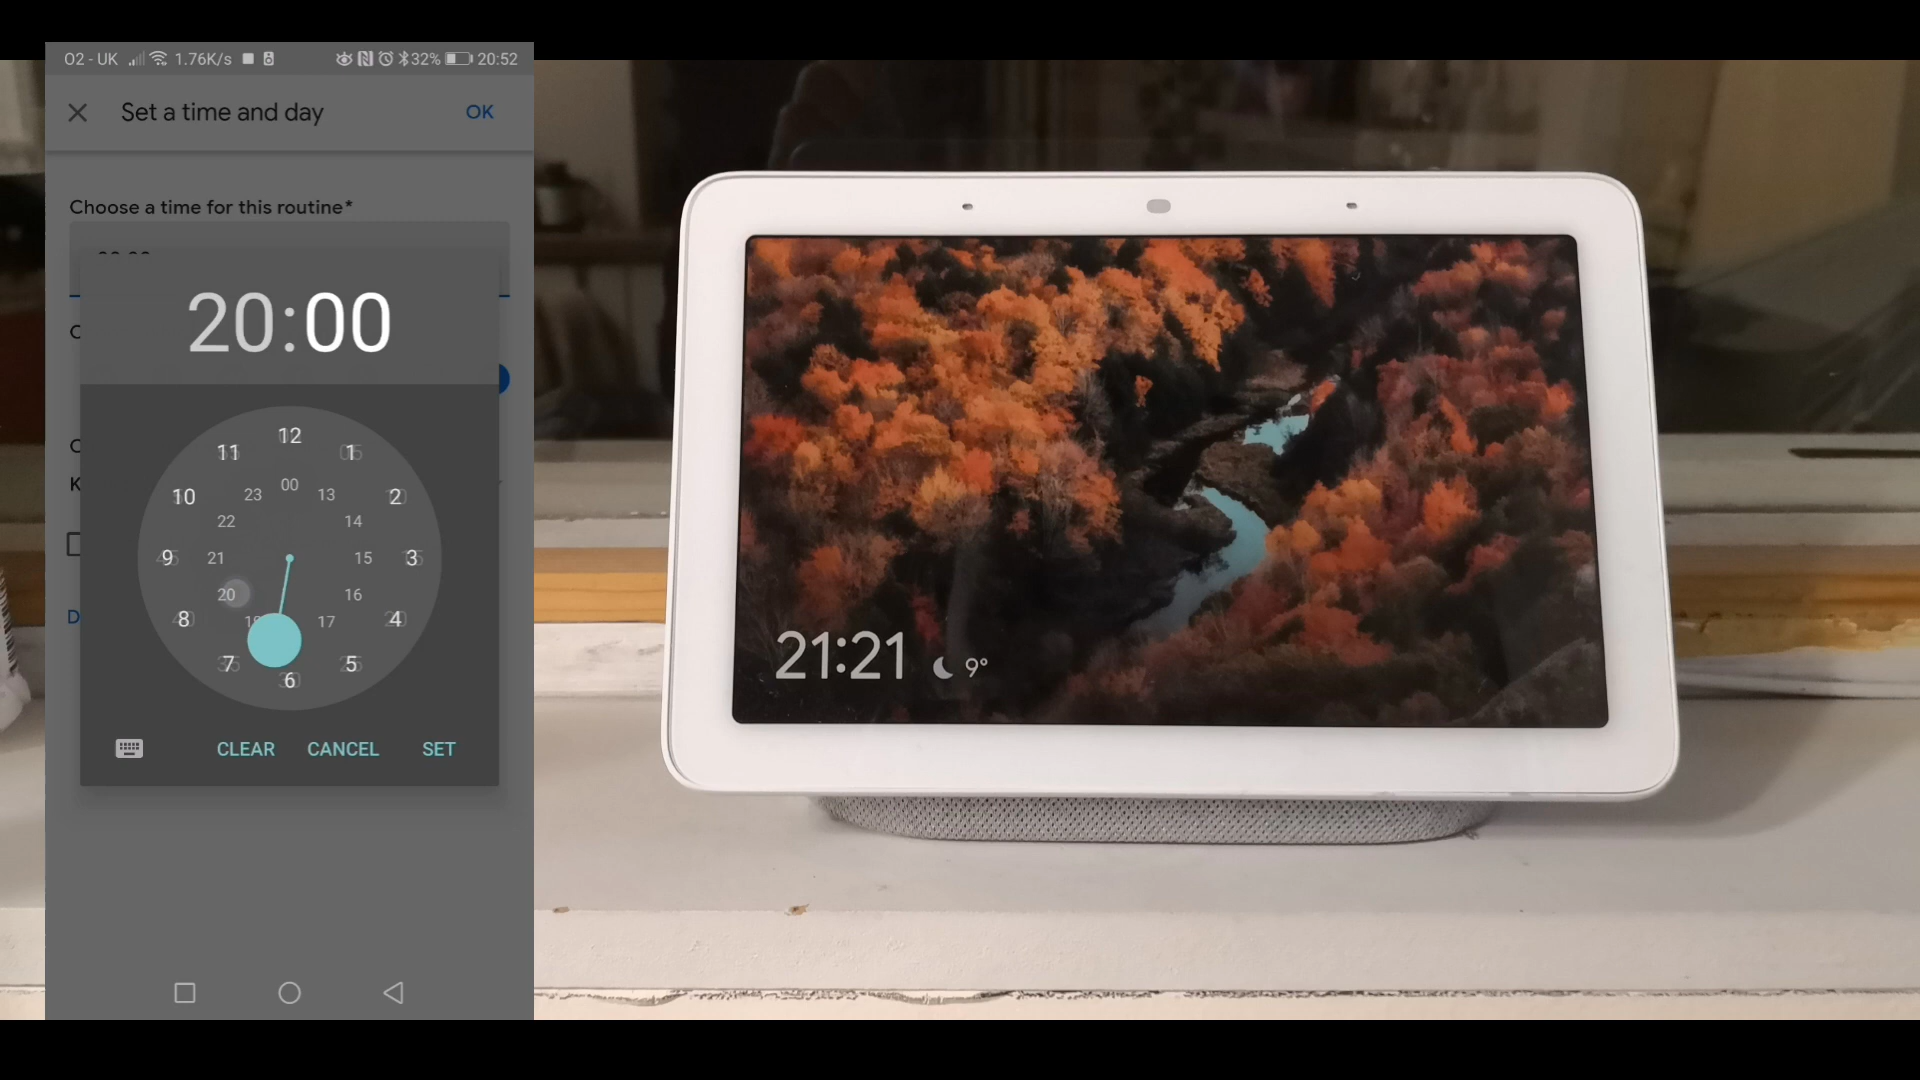 O2 - UK 1.76K/s 32% 20:52
Set a time and day OK
Choose a time for this routine*
20:00
12
11 1
00
23 13
10 2
22 14
9 21 15 3
20 16
8 4
17
7 5
6
CLEAR CANCEL SET
21:21 9°